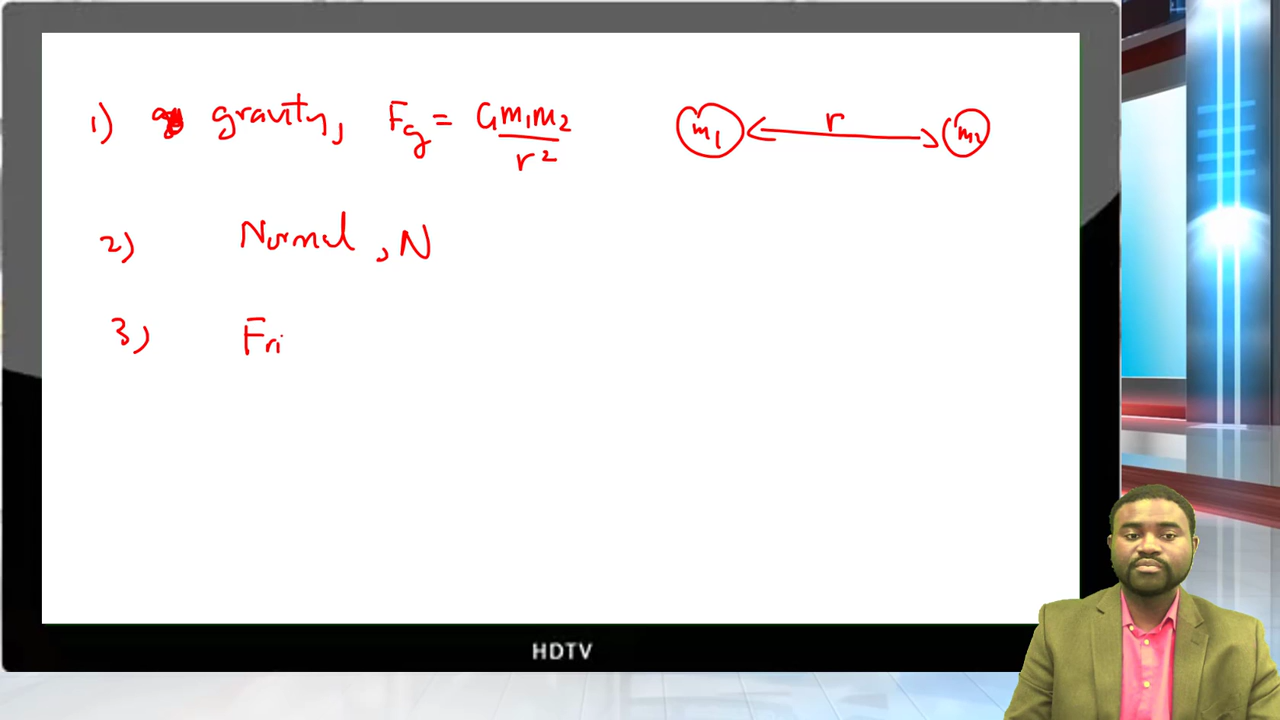 1) gravity, Fg = Gm1m2/r² m1 r m2
2) Normal, N
3) Fri
HDTV